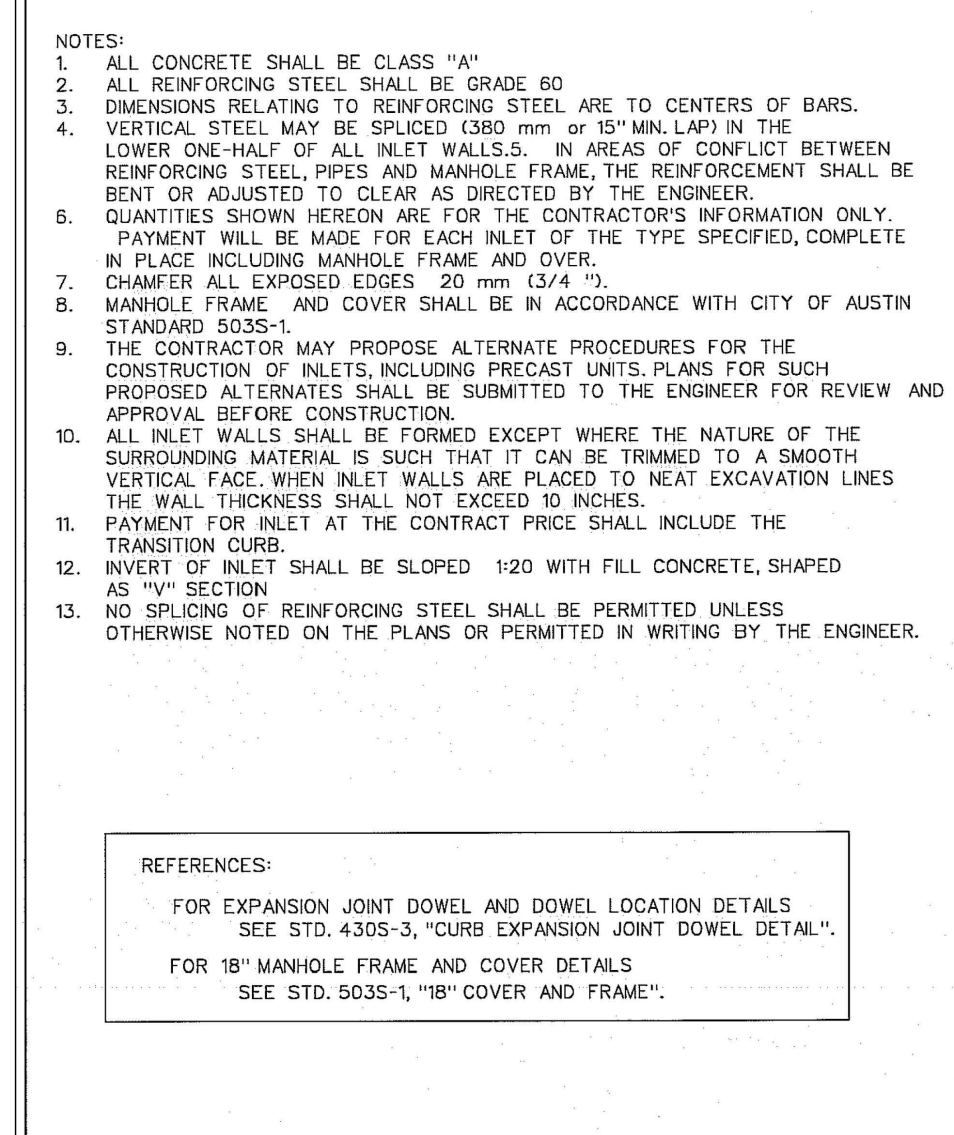 NOTES:
1. ALL CONCRETE SHALL BE CLASS "A"
2. ALL REINFORCING STEEL SHALL BE GRADE 60
3. DIMENSIONS RELATING TO REINFORCING STEEL ARE TO CENTERS OF BARS.
4. VERTICAL STEEL MAY BE SPLICED (380 mm or 15" MIN. LAP) IN THE
LOWER ONE-HALF OF ALL INLET WALLS.5. IN AREAS OF CONFLICT BETWEEN
REINFORCING STEEL, PIPES AND MANHOLE FRAME, THE REINFORCEMENT SHALL BE
BENT OR ADJUSTED TO CLEAR AS DIRECTED BY THE ENGINEER.
6. QUANTITIES SHOWN HEREON ARE FOR THE CONTRACTOR'S INFORMATION ONLY.
PAYMENT WILL BE MADE FOR EACH INLET OF THE TYPE SPECIFIED, COMPLETE
IN PLACE INCLUDING MANHOLE FRAME AND OVER.
7. CHAMFER ALL EXPOSED EDGES 20 mm (3/4 ").
8. MANHOLE FRAME AND COVER SHALL BE IN ACCORDANCE WITH CITY OF AUSTIN
STANDARD 503S-1.
9. THE CONTRACTOR MAY PROPOSE ALTERNATE PROCEDURES FOR THE
CONSTRUCTION OF INLETS, INCLUDING PRECAST UNITS. PLANS FOR SUCH
PROPOSED ALTERNATES SHALL BE SUBMITTED TO THE ENGINEER FOR REVIEW AND
APPROVAL BEFORE CONSTRUCTION.
10. ALL INLET WALLS SHALL BE FORMED EXCEPT WHERE THE NATURE OF THE
SURROUNDING MATERIAL IS SUCH THAT IT CAN BE TRIMMED TO A SMOOTH
VERTICAL FACE. WHEN INLET WALLS ARE PLACED TO NEAT EXCAVATION LINES
THE WALL THICKNESS SHALL NOT EXCEED 10 INCHES.
11. PAYMENT FOR INLET AT THE CONTRACT PRICE SHALL INCLUDE THE
TRANSITION CURB.
12. INVERT OF INLET SHALL BE SLOPED 1:20 WITH FILL CONCRETE, SHAPED
AS "V" SECTION
13. NO SPLICING OF REINFORCING STEEL SHALL BE PERMITTED UNLESS
OTHERWISE NOTED ON THE PLANS OR PERMITTED IN WRITING BY THE ENGINEER.
REFERENCES:
FOR EXPANSION JOINT DOWEL AND DOWEL LOCATION DETAILS
SEE STD. 430S-3, "CURB EXPANSION JOINT DOWEL DETAIL".
FOR 18" MANHOLE FRAME AND COVER DETAILS
SEE STD. 503S-1, "18" COVER AND FRAME".